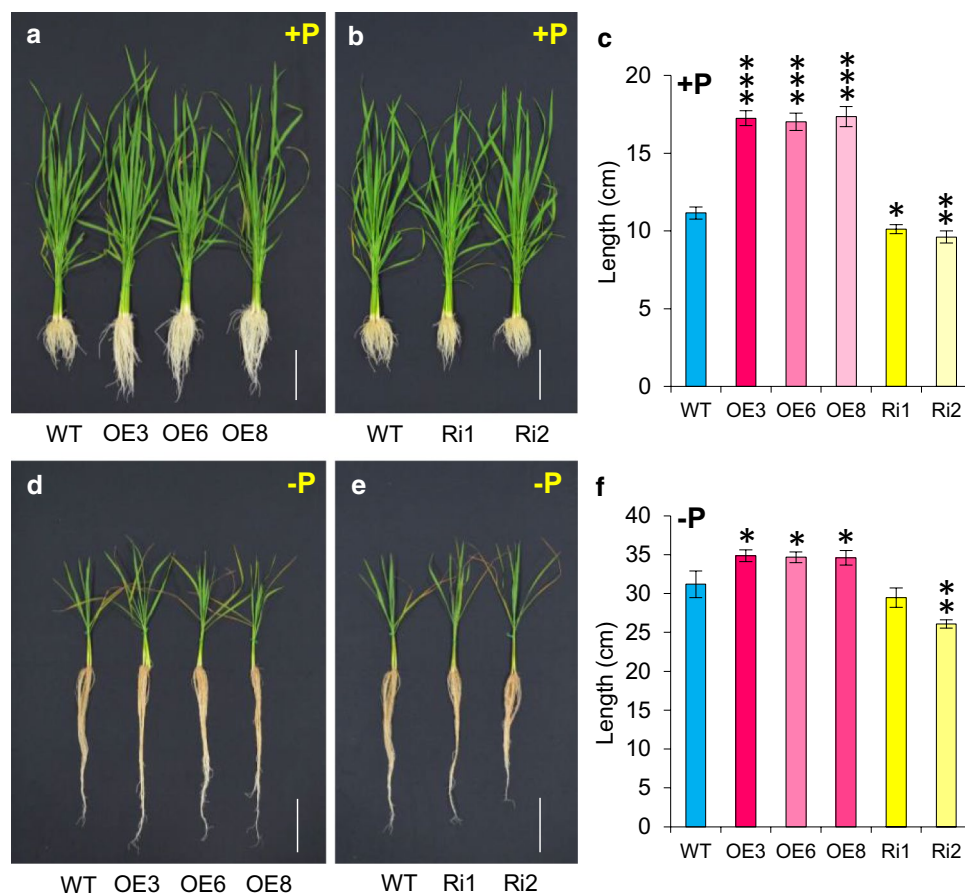 a +P
WT OE3 OE6 OE8
b +P
WT Ri1 Ri2
c
+P
Length (cm)
20
15
10
5
0
***
***
***
*
**
WT OE3 OE6 OE8 Ri1 Ri2
d -P
WT OE3 OE6 OE8
e -P
WT Ri1 Ri2
f
-P
Length (cm)
40
35
30
25
20
15
10
5
0
* * *
**
WT OE3 OE6 OE8 Ri1 Ri2